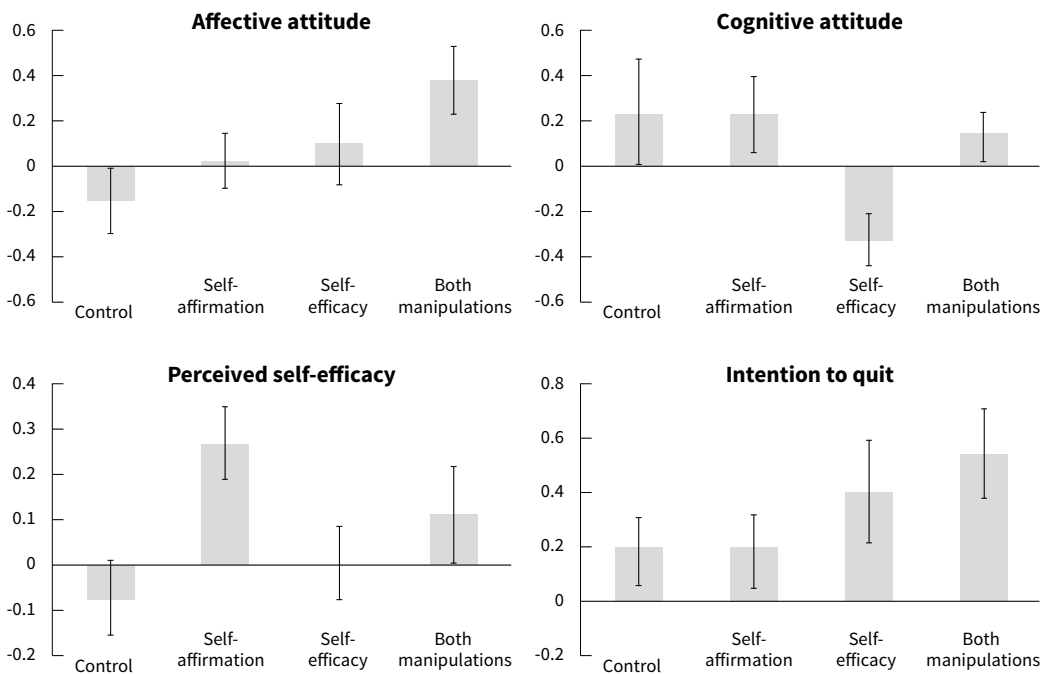 Affective attitude
0.6
0.4
0.2
0
-0.2
-0.4
-0.6
Control
Self-
affirmation
Self-
efficacy
Both
manipulations
Cognitive attitude
0.6
0.4
0.2
0
-0.2
-0.4
-0.6
Control
Self-
affirmation
Self-
efficacy
Both
manipulations
Perceived self-efficacy
0.4
0.3
0.2
0.1
0
-0.1
-0.2
Control
Self-
affirmation
Self-
efficacy
Both
manipulations
Intention to quit
0.8
0.6
0.4
0.2
0
-0.2
Control
Self-
affirmation
Self-
efficacy
Both
manipulations